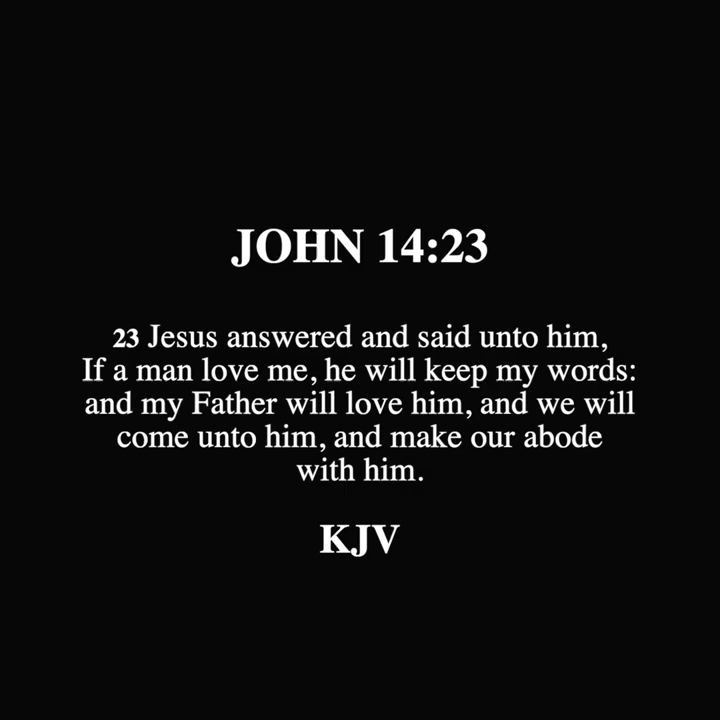 JOHN 14:23
23 Jesus answered and said unto him,
If a man love me, he will keep my words:
and my Father will love him, and we will
come unto him, and make our abode
with him.
KJV